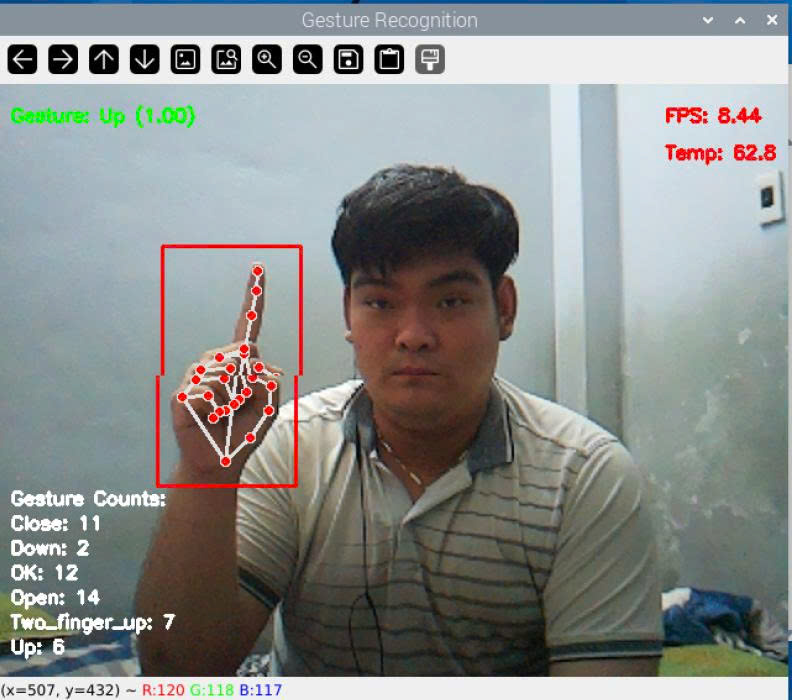 Gesture Recognition
Gesture: Up (1.00)
FPS: 8.44
Temp: 62.8
Gesture Counts:
Close: 11
Down: 2
OK: 12
Open: 14
Two_finger_up: 7
Up: 6
(x=507, y=432) ~ R:120 G:118 B:117